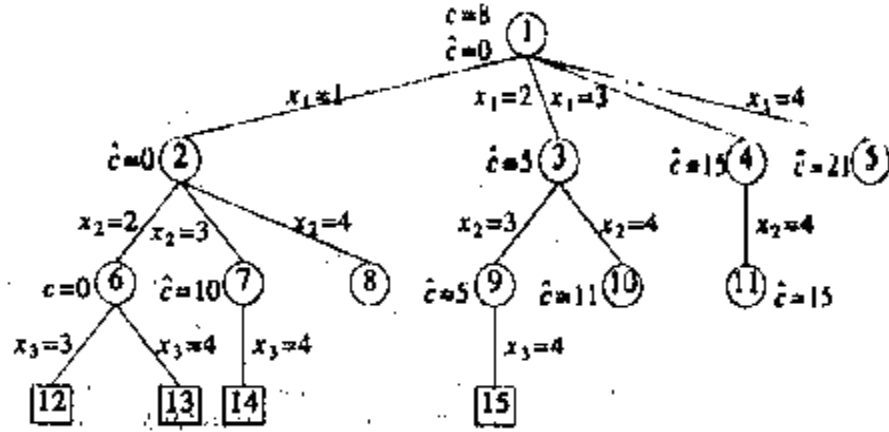 c=8
ĉ=0 1
x₁=1 x₁=2 x₁=3 x₁=4
ĉ=0 2 ĉ=5 3 ĉ=15 4 ĉ=21 5
x₂=2 x₂=3 x₂=4 x₂=3 x₂=4 x₂=4
c=0 6 ĉ=10 7 8 ĉ=5 9 ĉ=11 10 11 ĉ=15
x₃=3 x₃=4 x₃=4 x₃=4
12 13 14 15